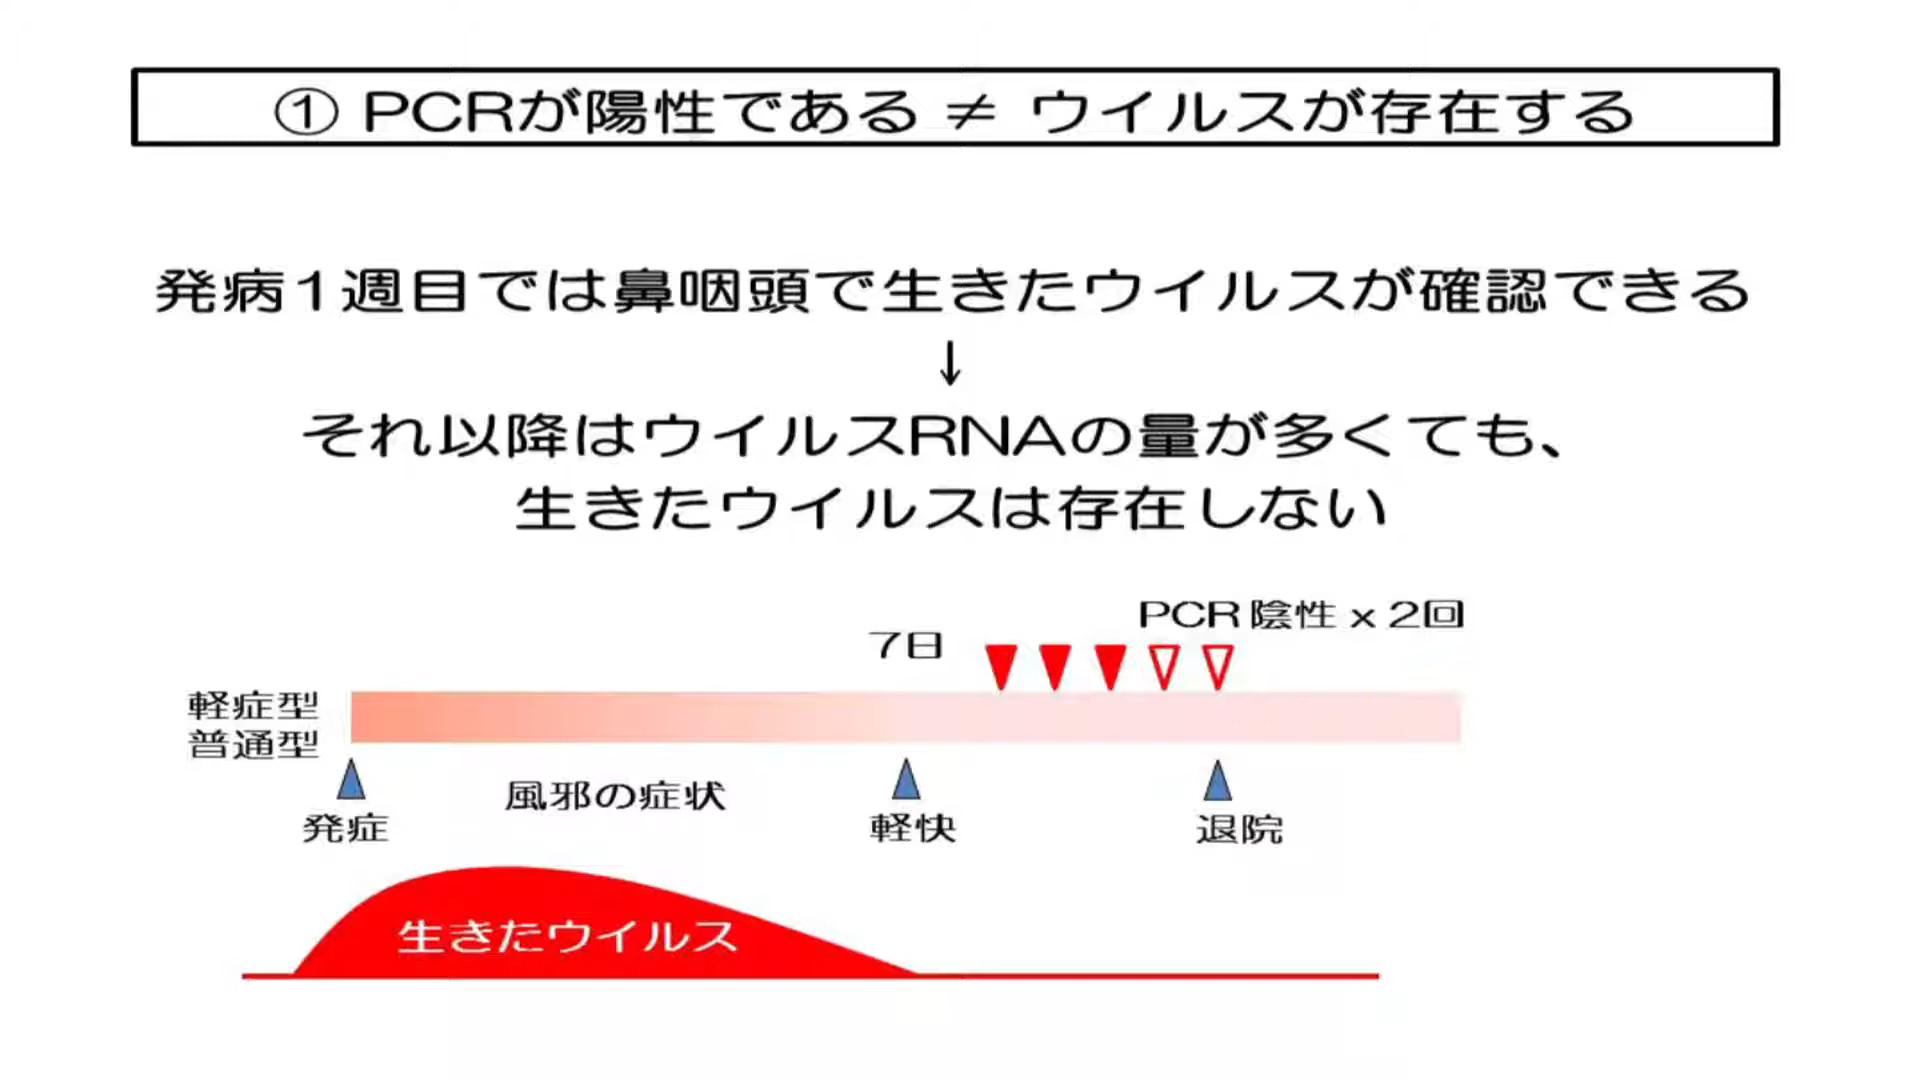 ① PCRが陽性である ≠ ウイルスが存在する
発病1週目では鼻咽頭で生きたウイルスが確認できる
↓
それ以降はウイルスRNAの量が多くても、
生きたウイルスは存在しない
PCR 陰性 x 2回
7日
軽症型
普通型
風邪の症状
発症
軽快
退院
生きたウイルス